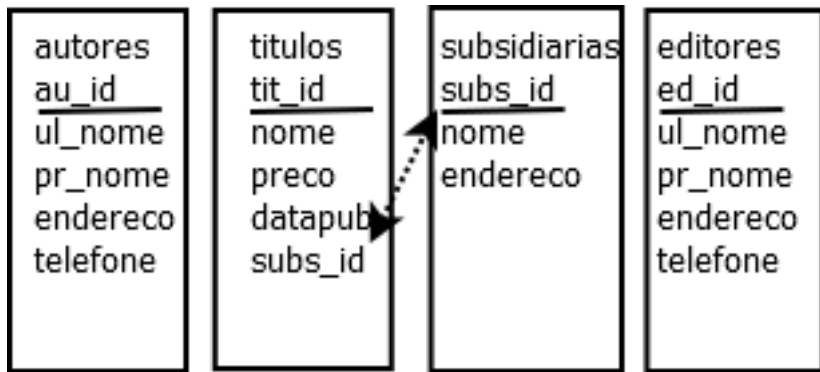 autores
au_id
ul_nome
pr_nome
endereco
telefone
titulos
tit_id
nome
preco
datapub
subs_id
subsidiarias
subs_id
nome
endereco
editores
ed_id
ul_nome
pr_nome
endereco
telefone